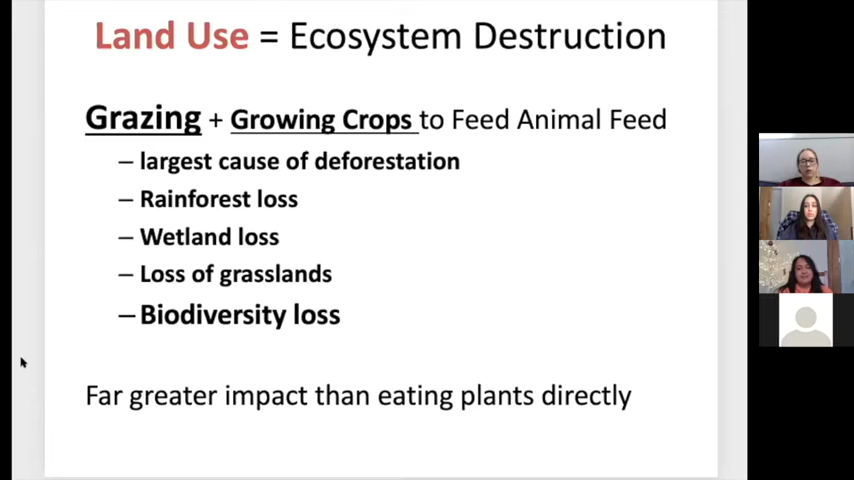 Land Use = Ecosystem Destruction
Grazing + Growing Crops to Feed Animal Feed
– largest cause of deforestation
– Rainforest loss
– Wetland loss
– Loss of grasslands
– Biodiversity loss
Far greater impact than eating plants directly